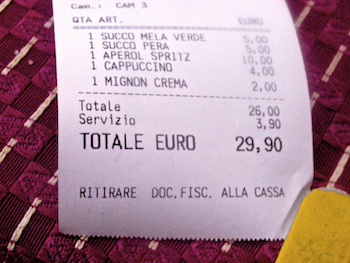 Cam.: CAM 3
QTA ART. EURO
1 SUCCO MELA VERDE 5,00
1 SUCCO PERA 5,00
1 APEROL SPRITZ 10,00
1 CAPPUCCINO 4,00
1 MIGNON CREMA 2,00
Totale 26,00
Servizio 3,90
TOTALE EURO 29,90
RITIRARE DOC.FISC. ALLA CASSA